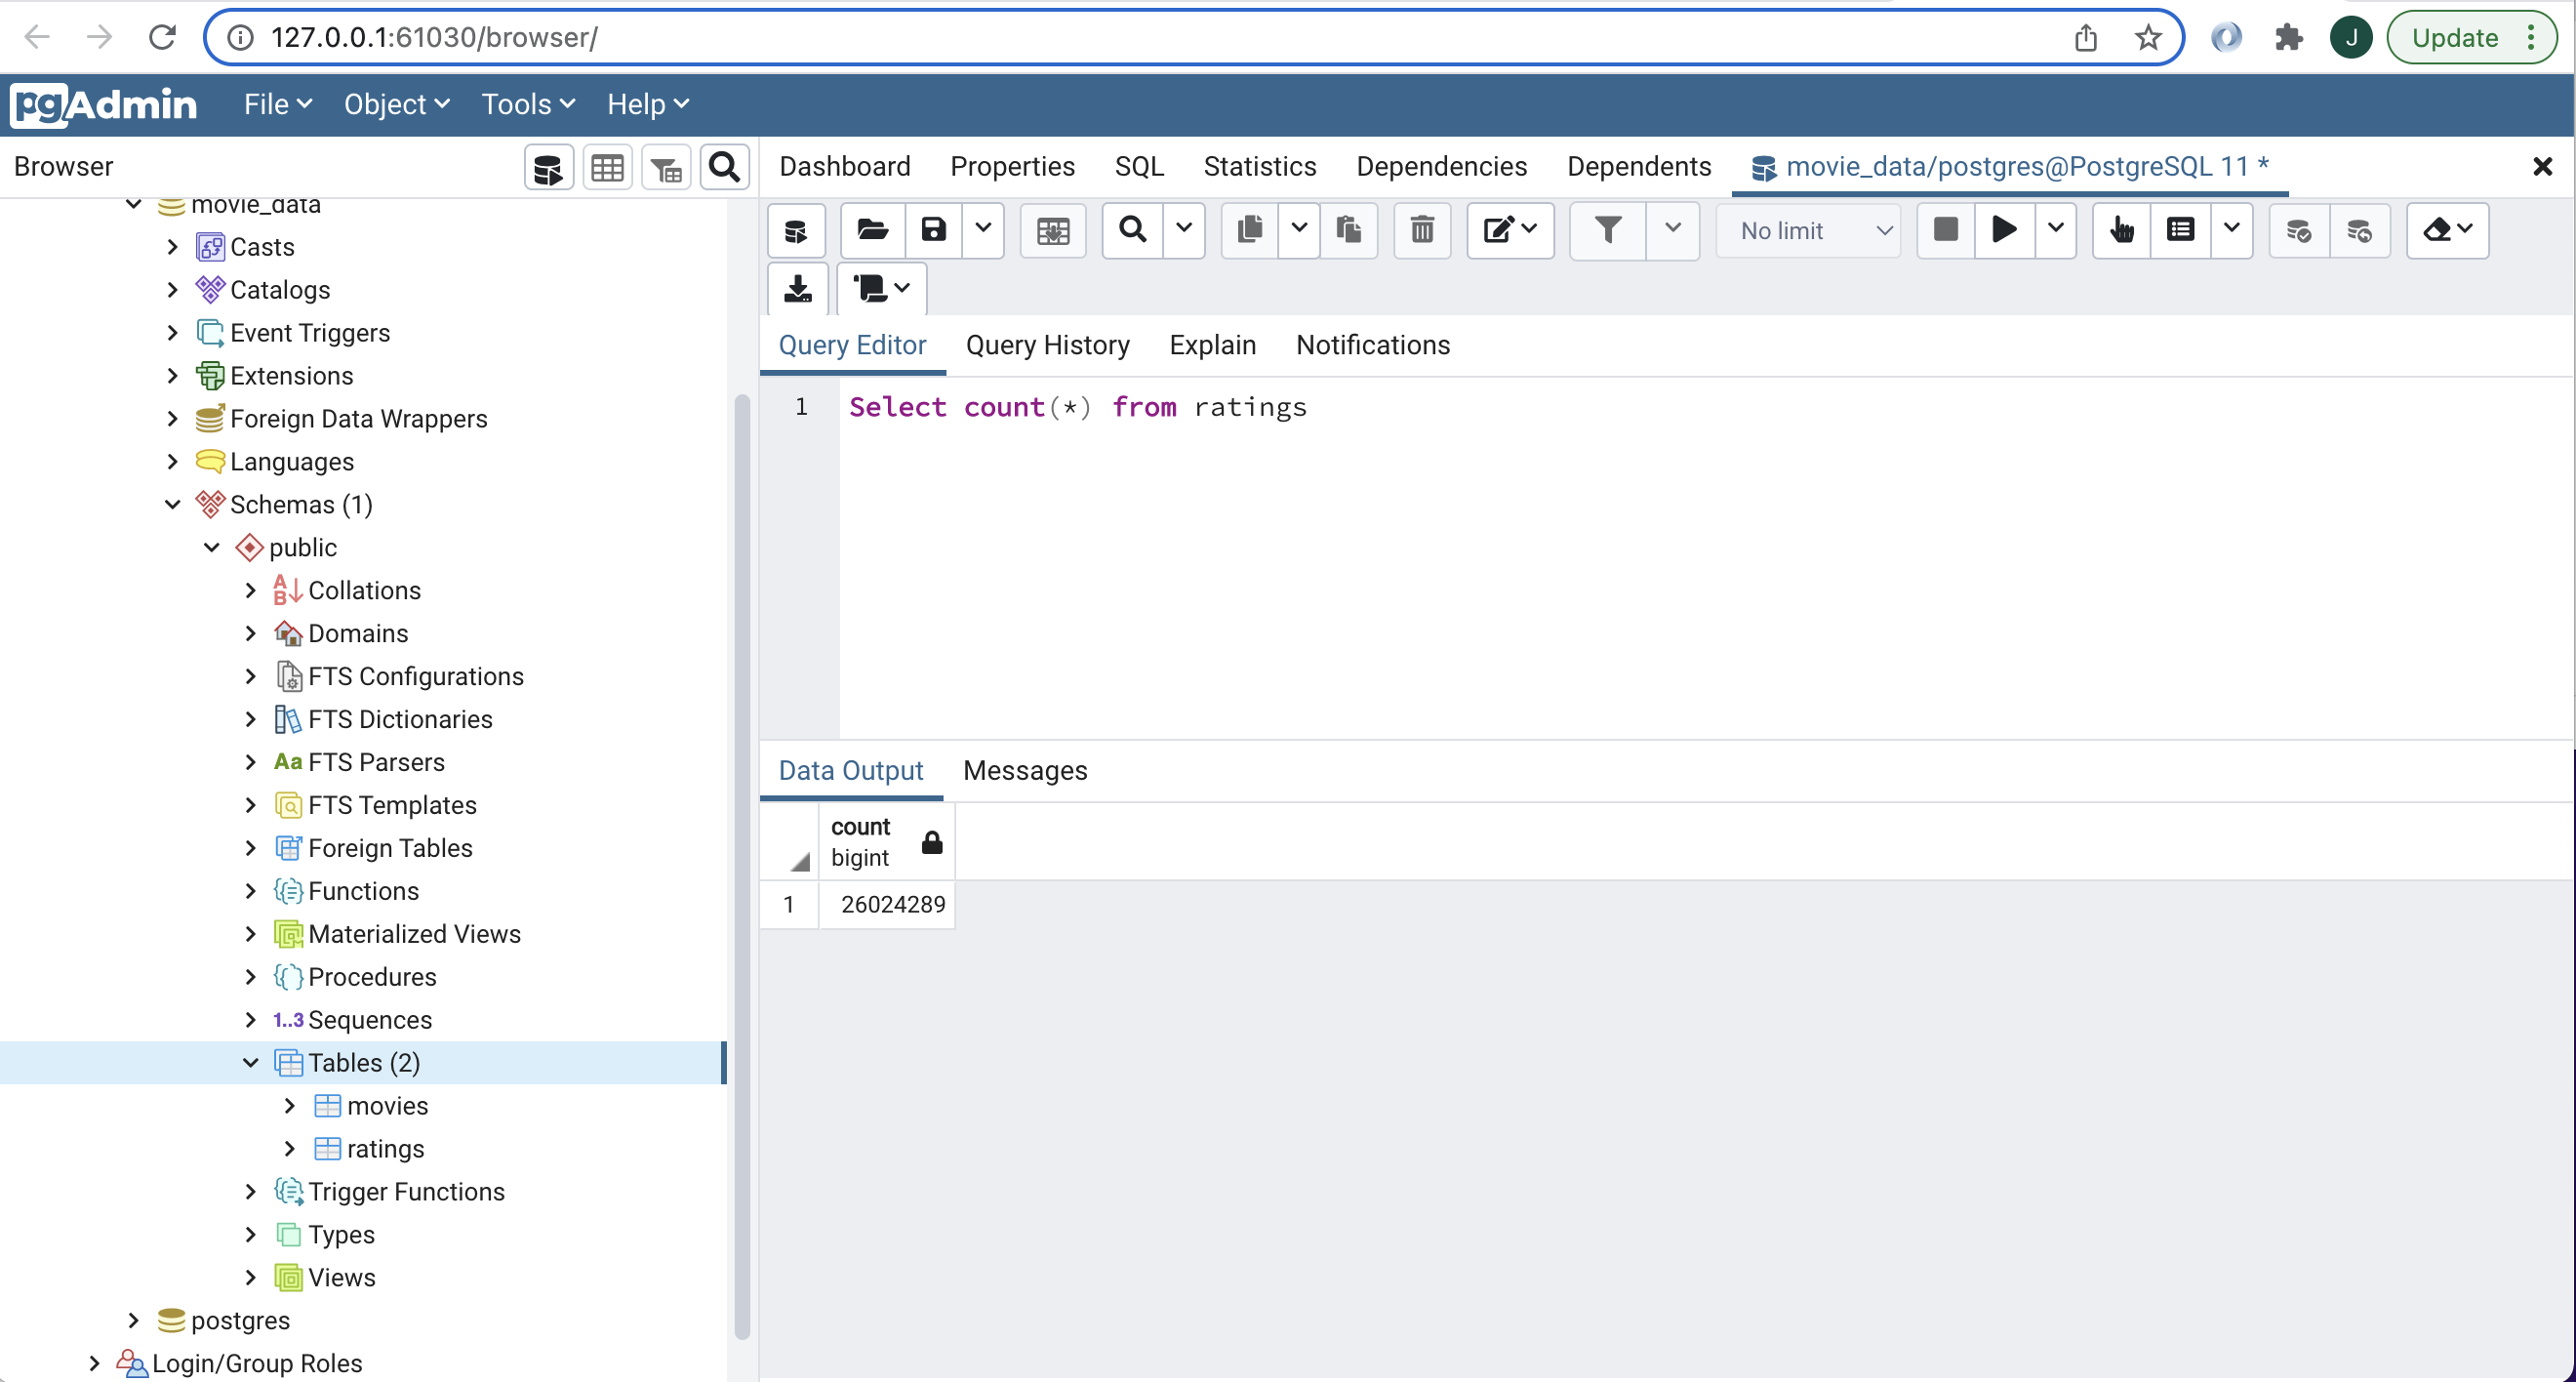 127.0.0.1:61030/browser/
J
Update
pgAdmin
File
Object
Tools
Help
Browser
Dashboard
Properties
SQL
Statistics
Dependencies
Dependents
movie_data/postgres@PostgreSQL 11 *
No limit
movie_data
Casts
Catalogs
Event Triggers
Extensions
Foreign Data Wrappers
Languages
Schemas (1)
public
Collations
Domains
FTS Configurations
FTS Dictionaries
Aa FTS Parsers
FTS Templates
Foreign Tables
Functions
Materialized Views
Procedures
1..3 Sequences
Tables (2)
movies
ratings
Trigger Functions
Types
Views
postgres
Login/Group Roles
Query Editor
Query History
Explain
Notifications
1 Select count(*) from ratings
Data Output
Messages
count
bigint
1 26024289